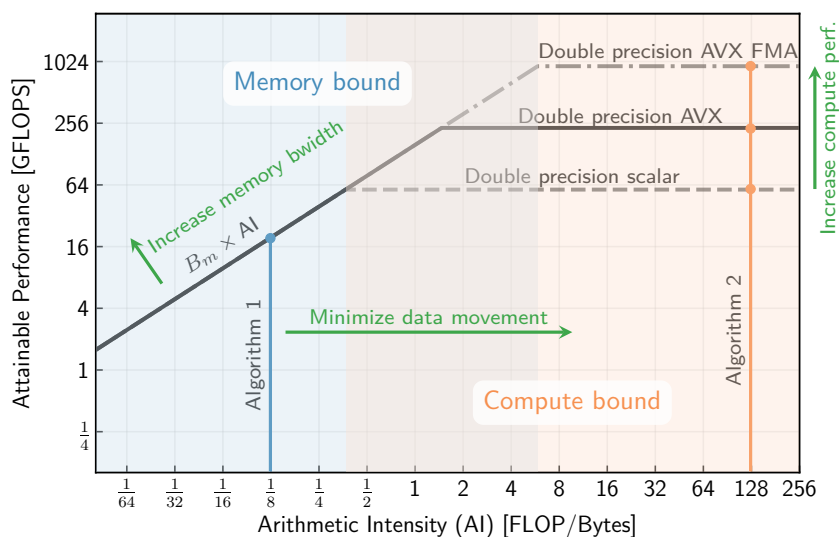 Attainable Performance [GFLOPS]
1024
256
64
16
4
1
1/4
Memory bound
Double precision AVX FMA
Double precision AVX
Double precision scalar
Increase memory bwidth
B_m × AI
Algorithm 1
Minimize data movement
Compute bound
Algorithm 2
Increase compute perf.
1/64 1/32 1/16 1/8 1/4 1/2 1 2 4 8 16 32 64 128 256
Arithmetic Intensity (AI) [FLOP/Bytes]